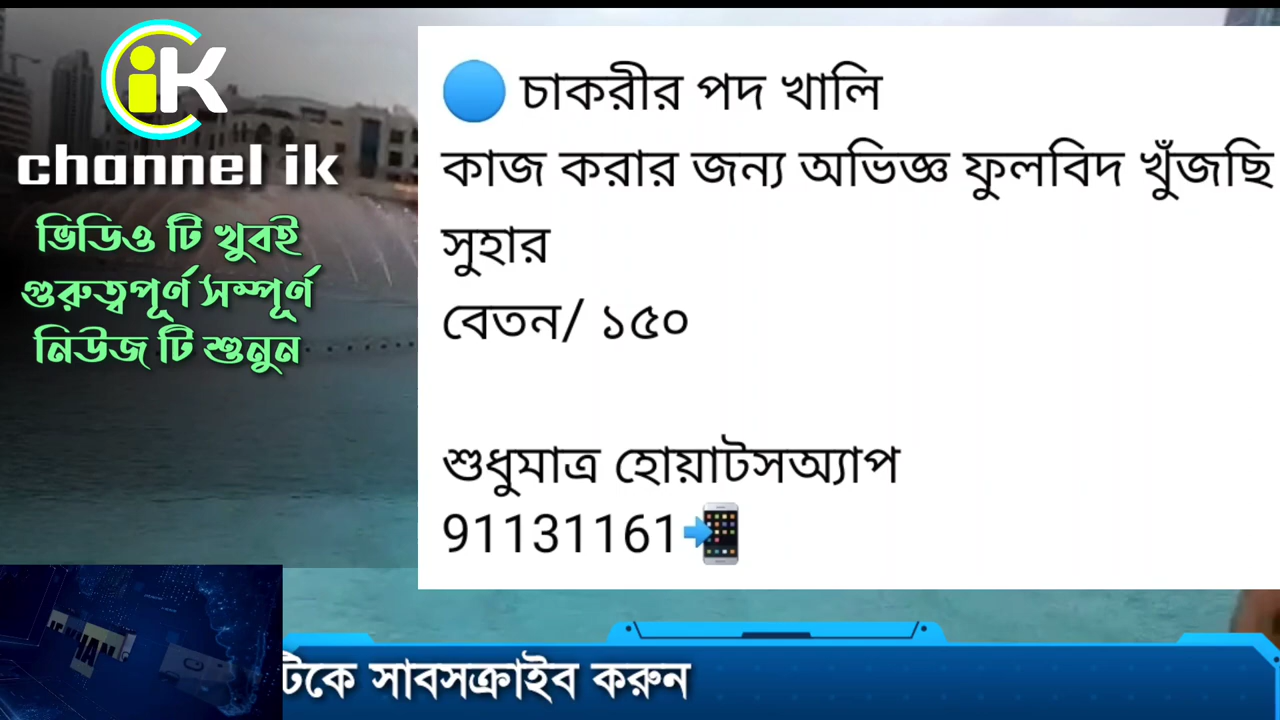 iK
channel ik
ভিডিও টি খুবই
গুরুত্বপূর্ণ সম্পূর্ণ
নিউজ টি শুনুন
🔵 চাকরীর পদ খালি
কাজ করার জন্য অভিজ্ঞ ফুলবিদ খুঁজছি
সুহার
বেতন/ ১৫০
শুধুমাত্র হোয়াটসঅ্যাপ
91131161📲
টিকে সাবসক্রাইব করুন